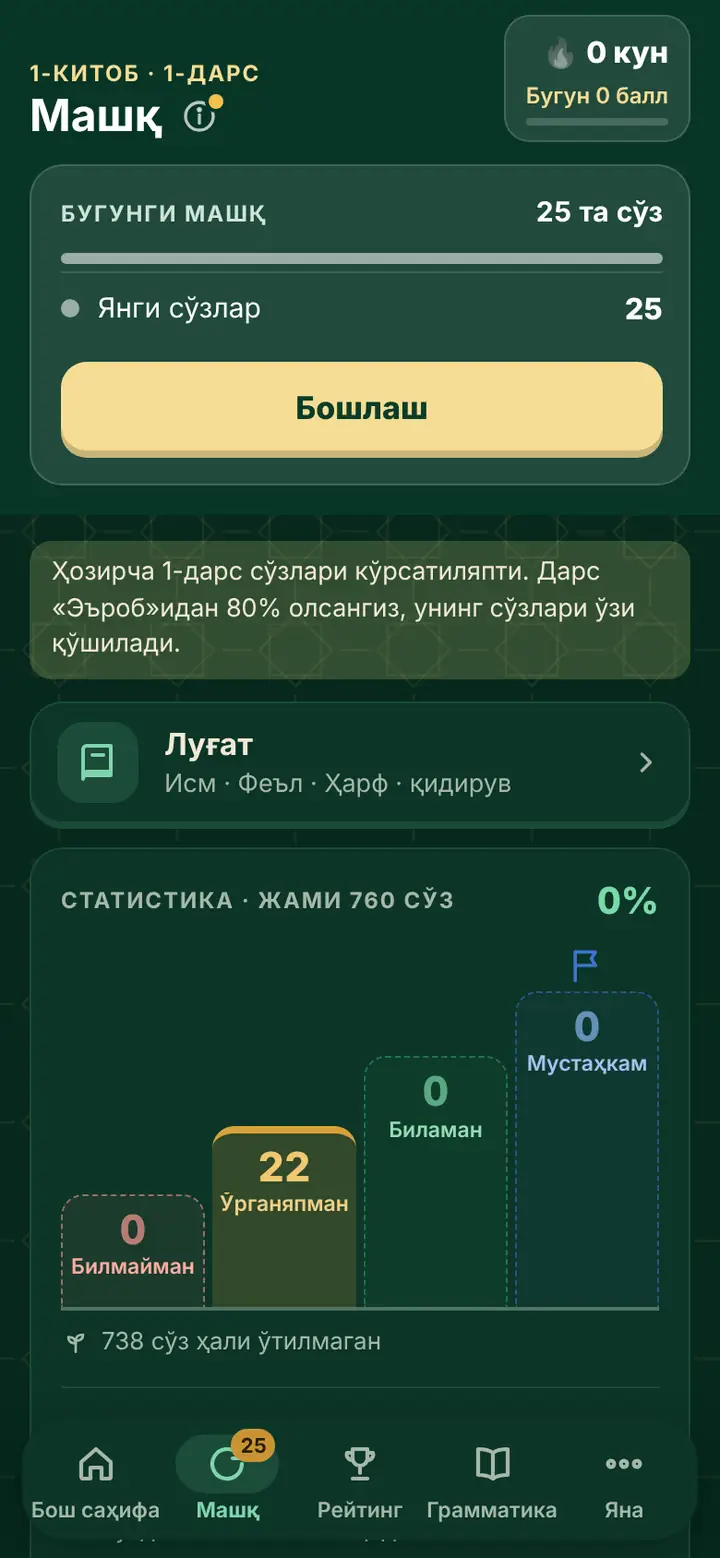 1-КИТОБ · 1-ДАРС
Машқ
0 кун
Бугун 0 балл
БУГУНГИ МАШҚ
25 та сўз
Янги сўзлар
25
Бошлаш
Ҳозирча 1-дарс сўзлари кўрсатиляпти. Дарс
«Эъроб»идан 80% олсангиз, унинг сўзлари ўзи
қўшилади.
Луғат
Исм · Феъл · Ҳарф · қидирув
СТАТИСТИКА · ЖАМИ 760 СЎЗ
0%
0
Мустаҳкам
0
Биламан
22
Ўрганяпман
0
Билмайман
738 сўз ҳали ўтилмаган
25
Бош саҳифа
Машқ
Рейтинг
Грамматика
Яна